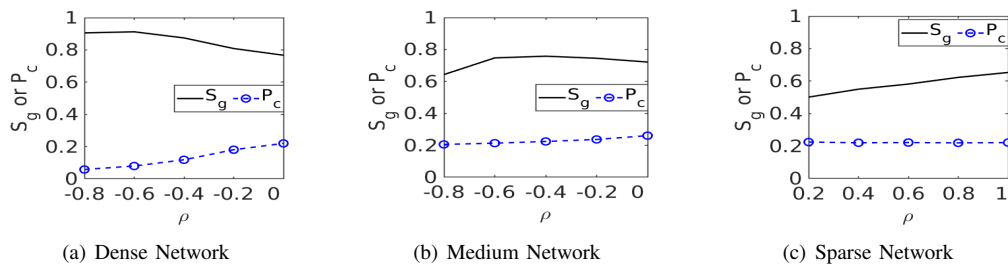 S_g or P_c
1
0.8
0.6
0.4
0.2
0
S_g P_c
-0.8 -0.6 -0.4 -0.2 0
ρ
(a) Dense Network
S_g or P_c
1
0.8
0.6
0.4
0.2
0
S_g P_c
-0.8 -0.6 -0.4 -0.2 0
ρ
(b) Medium Network
S_g or P_c
1
0.8
0.6
0.4
0.2
0
S_g P_c
0.2 0.4 0.6 0.8 1
ρ
(c) Sparse Network